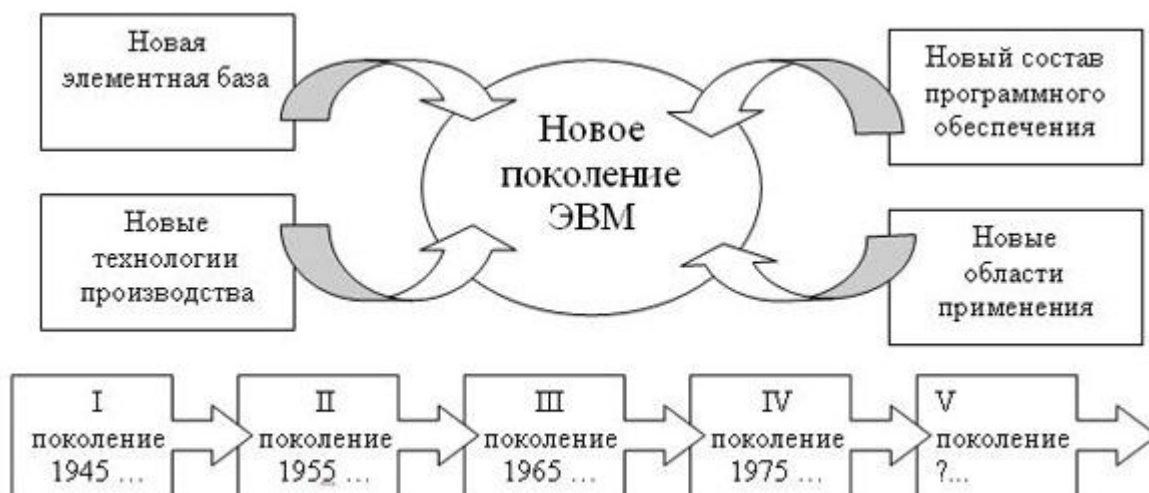 Новая
элементная база
Новый состав
программного
обеспечения
Новое
поколение
ЭВМ
Новые
технологии
производства
Новые
области
применения
I
поколение
1945 ...
II
поколение
1955 ...
III
поколение
1965 ...
IV
поколение
1975 ...
V
поколение
?...